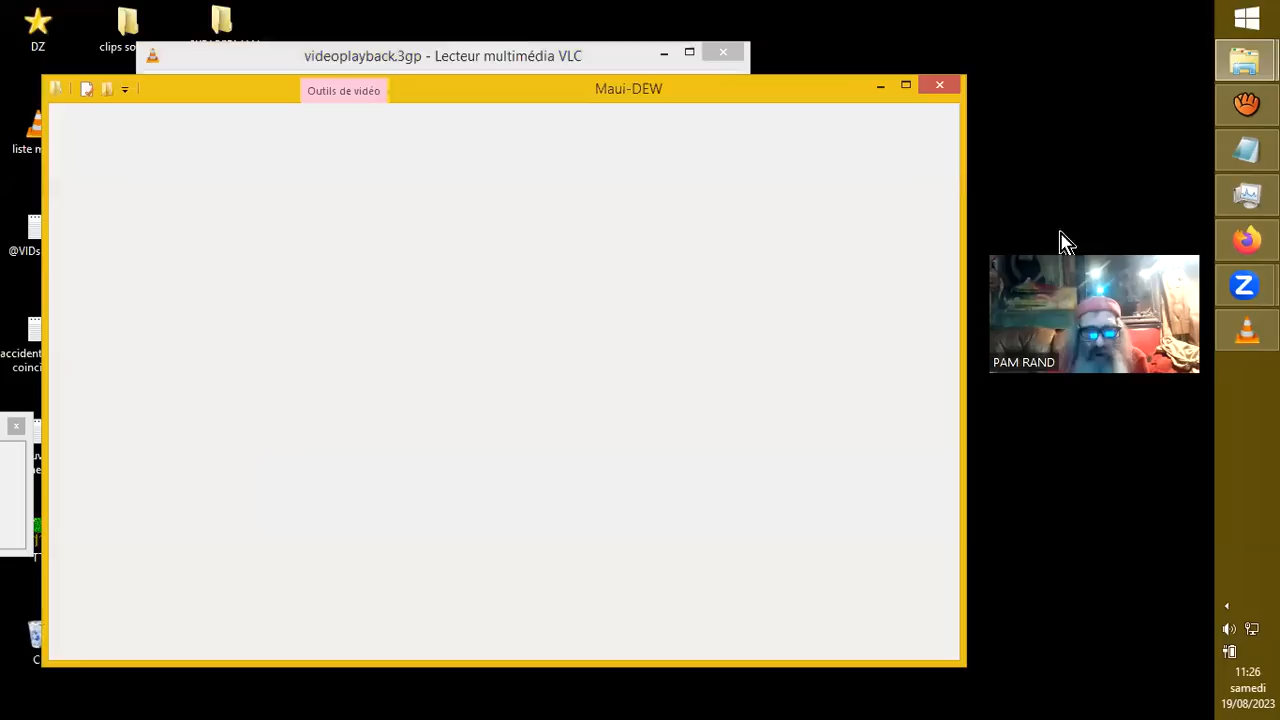 DZ
clips so
videoplayback.3gp - Lecteur multimédia VLC
Outils de vidéo
Maui-DEW
liste m
@VIDs
accident
coinci
PAM RAND
11:26
samedi
19/08/2023